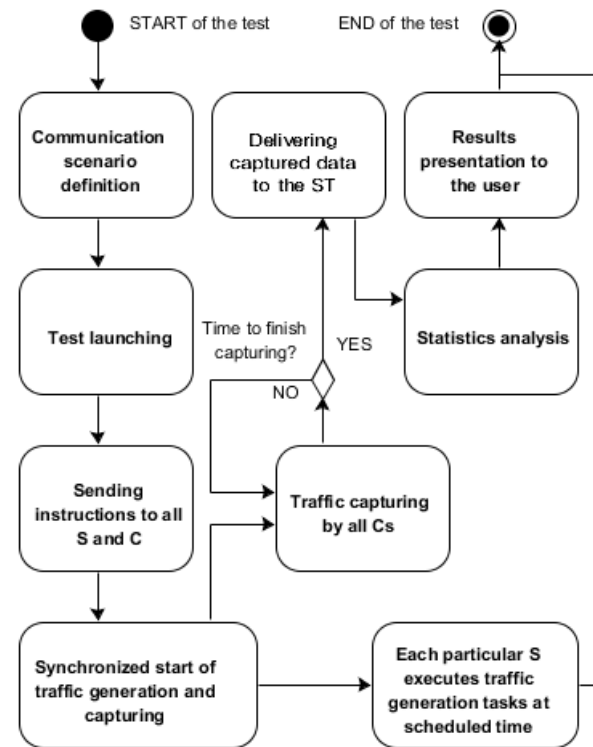 START of the test
END of the test
Communication
scenario
definition
Delivering
captured data
to the ST
Results
presentation to
the user
Test launching
Time to finish
capturing?
YES
NO
Statistics analysis
Sending
instructions to all
S and C
Traffic capturing
by all Cs
Synchronized start of
traffic generation and
capturing
Each particular S
executes traffic
generation tasks at
scheduled time